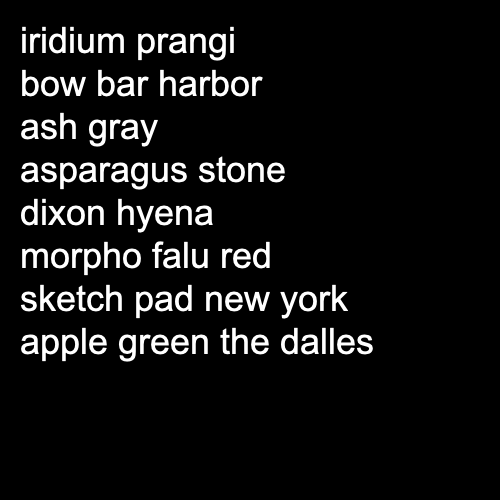 iridium prangi
bow bar harbor
ash gray
asparagus stone
dixon hyena
morpho falu red
sketch pad new york
apple green the dalles